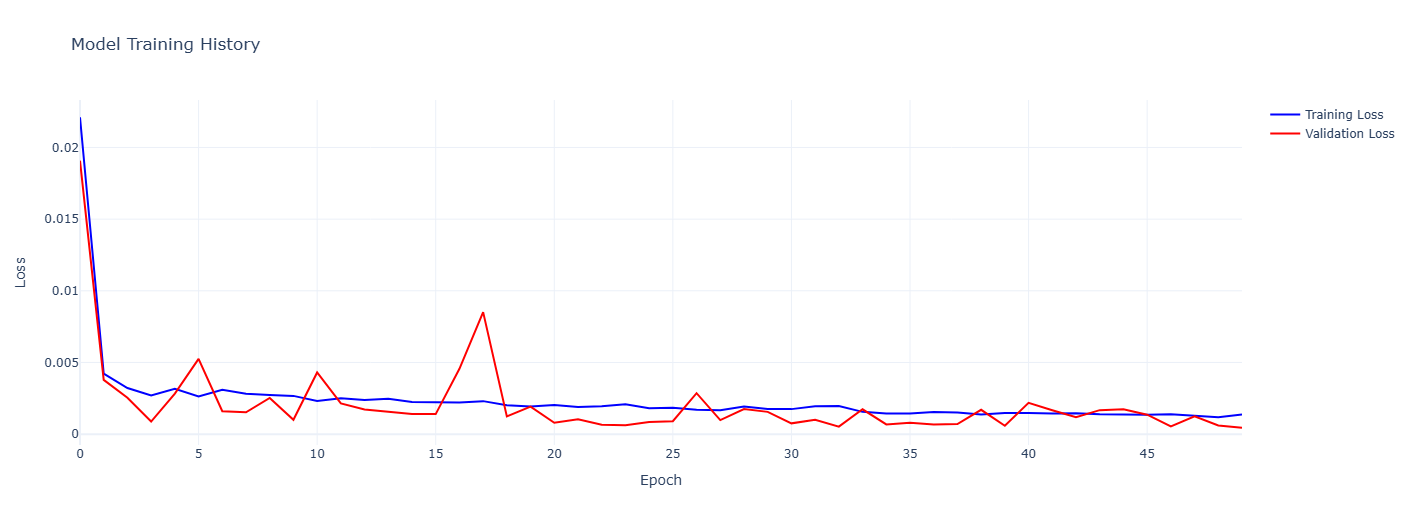 Model Training History
Training Loss
Validation Loss
0.02
0.015
0.01
0.005
0
Loss
0 5 10 15 20 25 30 35 40 45
Epoch